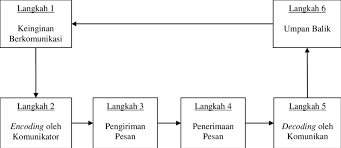 Langkah 1
Keinginan
Berkomunikasi
Langkah 6
Umpan Balik
Langkah 2
Encoding oleh
Komunikator
Langkah 3
Pengiriman
Pesan
Langkah 4
Penerimaan
Pesan
Langkah 5
Decoding oleh
Komunikan